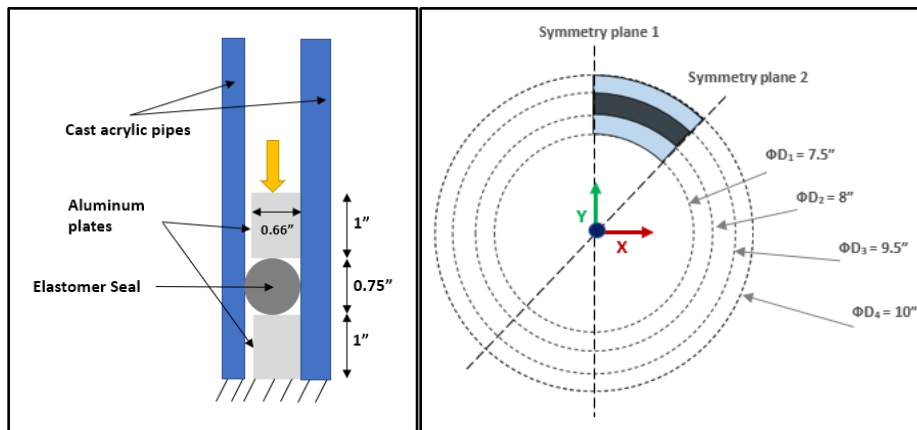 Cast acrylic pipes
Aluminum
plates
0.66”
1”
Elastomer Seal
0.75”
1”
Symmetry plane 1
Symmetry plane 2
ΦD₁ = 7.5”
ΦD₂ = 8”
ΦD₃ = 9.5”
ΦD₄ = 10”
Y
X